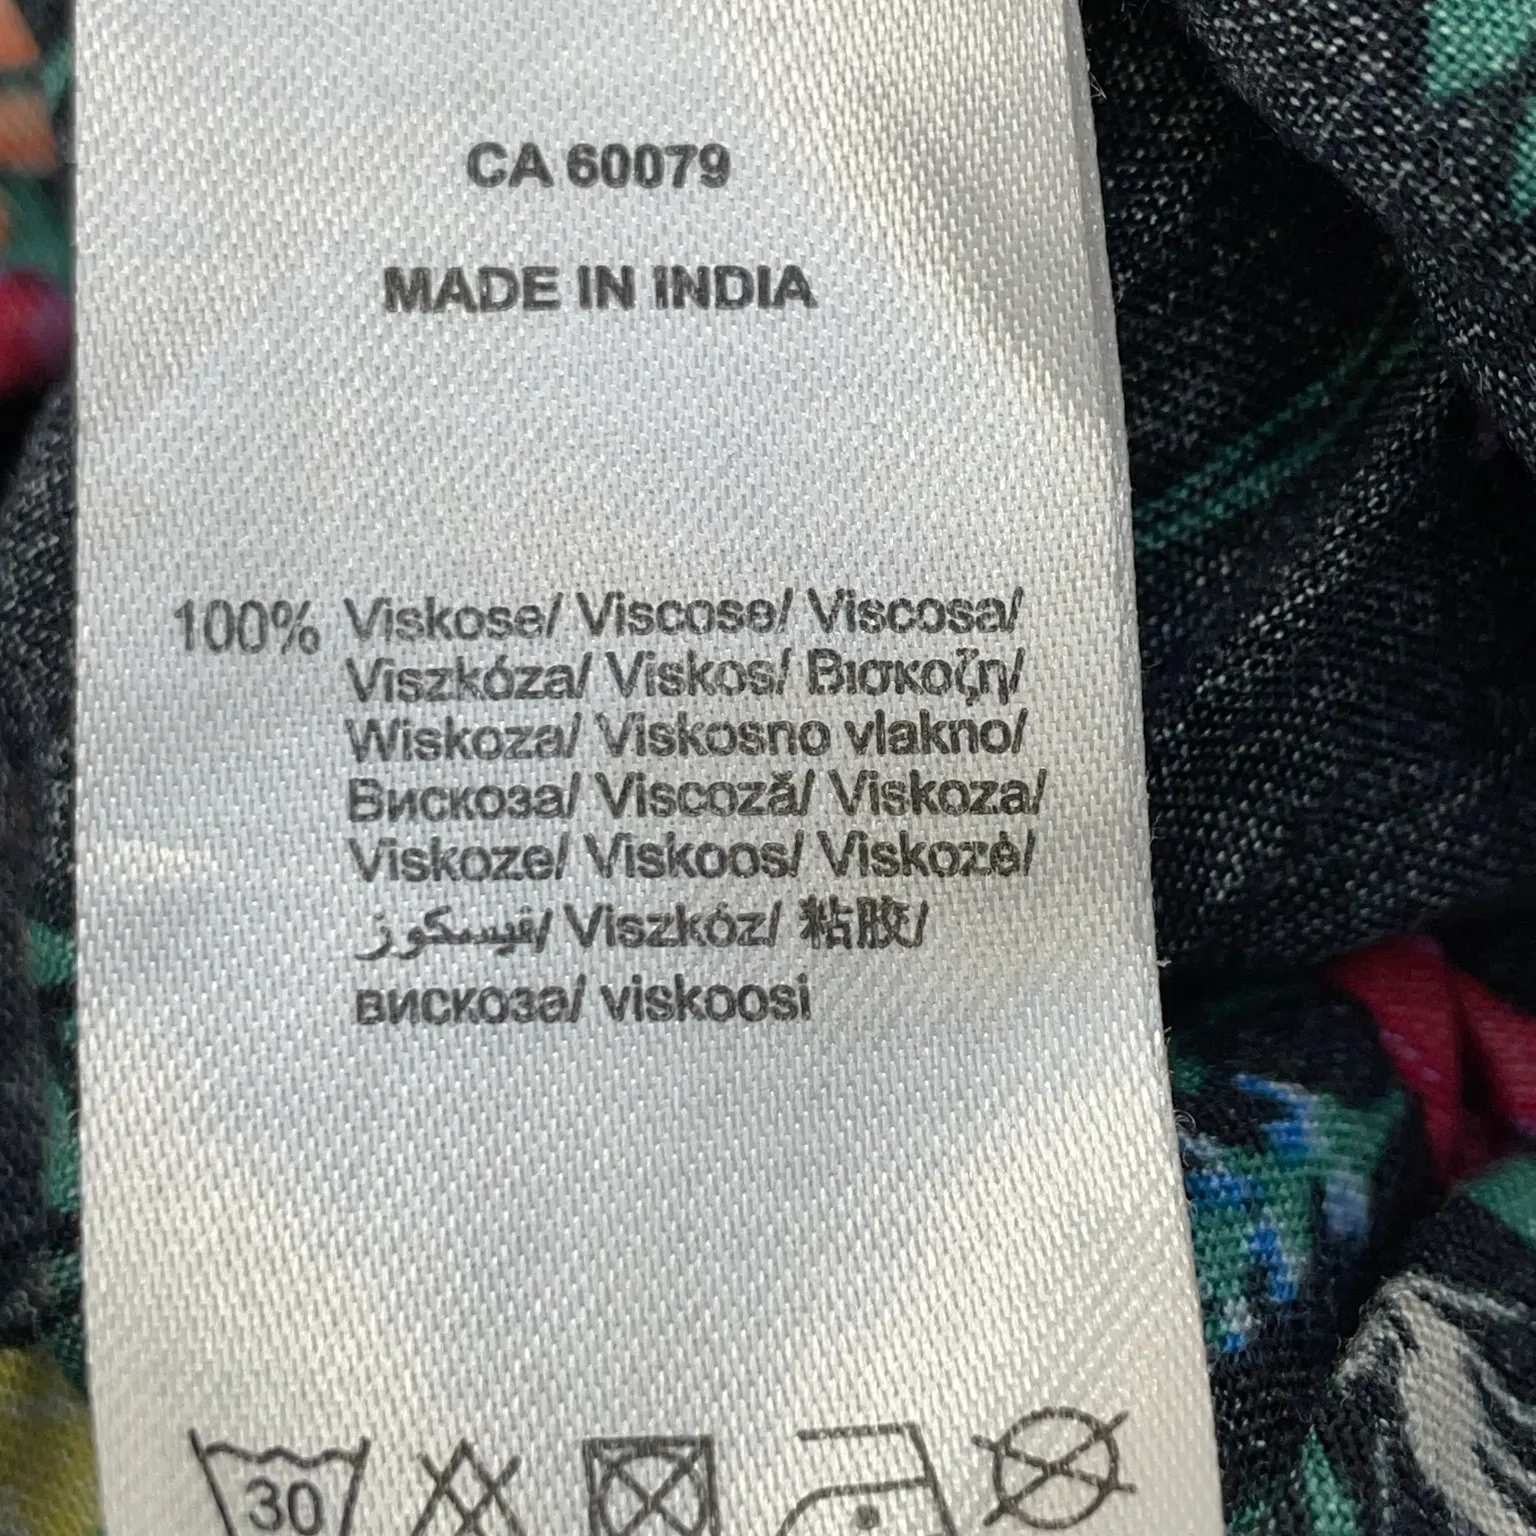 CA 60079
MADE IN INDIA
100% Viskose/ Viscose/ Viscosa/
Viszkóza/ Viskos/ Βισκοζη/
Wiskoza/ Viskosno vlakno/
Вискоза/ Viscoză/ Viskoza/
Viskoze/ Viskoos/ Viskozė/
فيسكوز/ Viszkóz/ 粘胶/
вискоза/ viskoosi
30